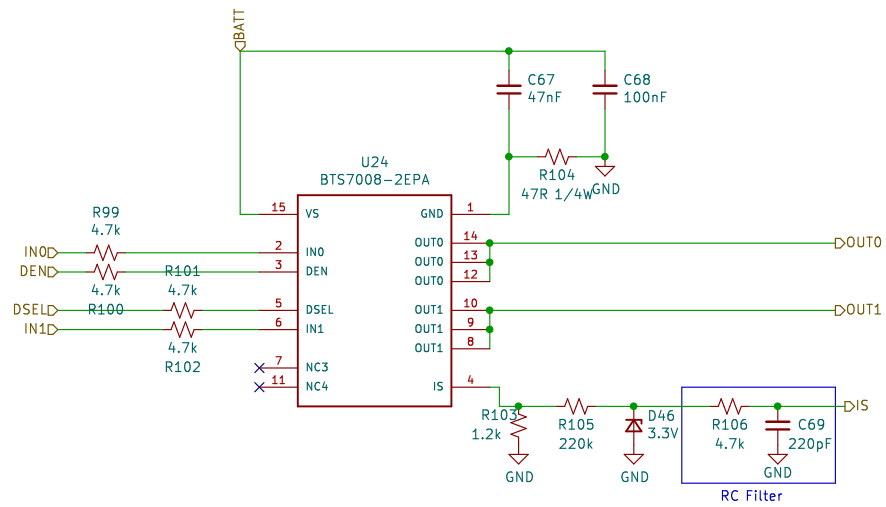 BATT
C67
47nF
C68
100nF
U24
BTS7008-2EPA
R104
47R 1/4W
GND
15
VS
GND
1
R99
4.7k
IN0
2
IN0
OUT0
14
OUT0
DEN
3
DEN
OUT0
13
4.7k
R101
OUT0
12
R100
4.7k
DSEL
5
DSEL
OUT1
10
OUT1
IN1
6
IN1
OUT1
9
4.7k
R102
OUT1
8
7
NC3
11
NC4
IS
4
R103
1.2k
GND
R105
220k
D46
3.3V
GND
R106
4.7k
C69
220pF
GND
IS
RC Filter